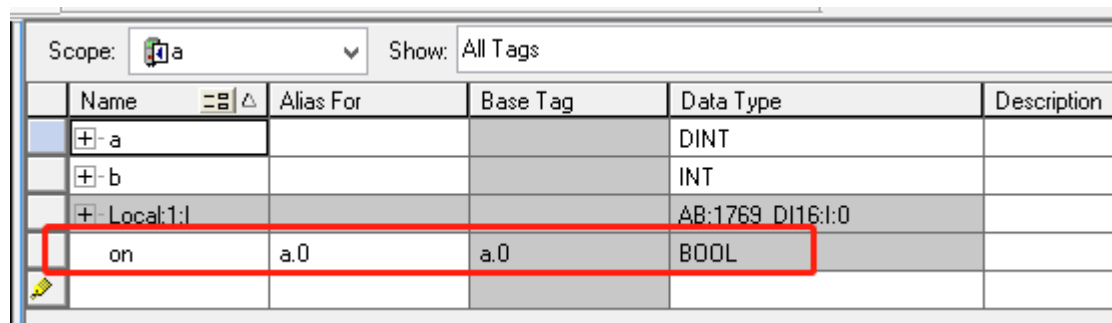 Scope: a Show: All Tags
Name Alias For Base Tag Data Type Description
a DINT
b INT
Local:1:I AB:1769_DI16:I:0
on a.0 a.0 BOOL